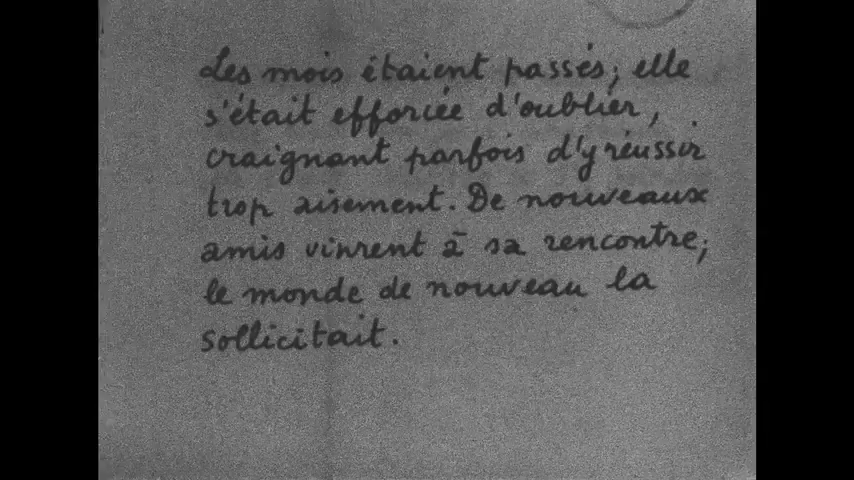 Les mois étaient passés; elle
s'était efforcée d'oublier,
craignant parfois d'y réussir
trop aisement. De nouveaux
amis vinrent à sa rencontre;
le monde de nouveau la
sollicitait.